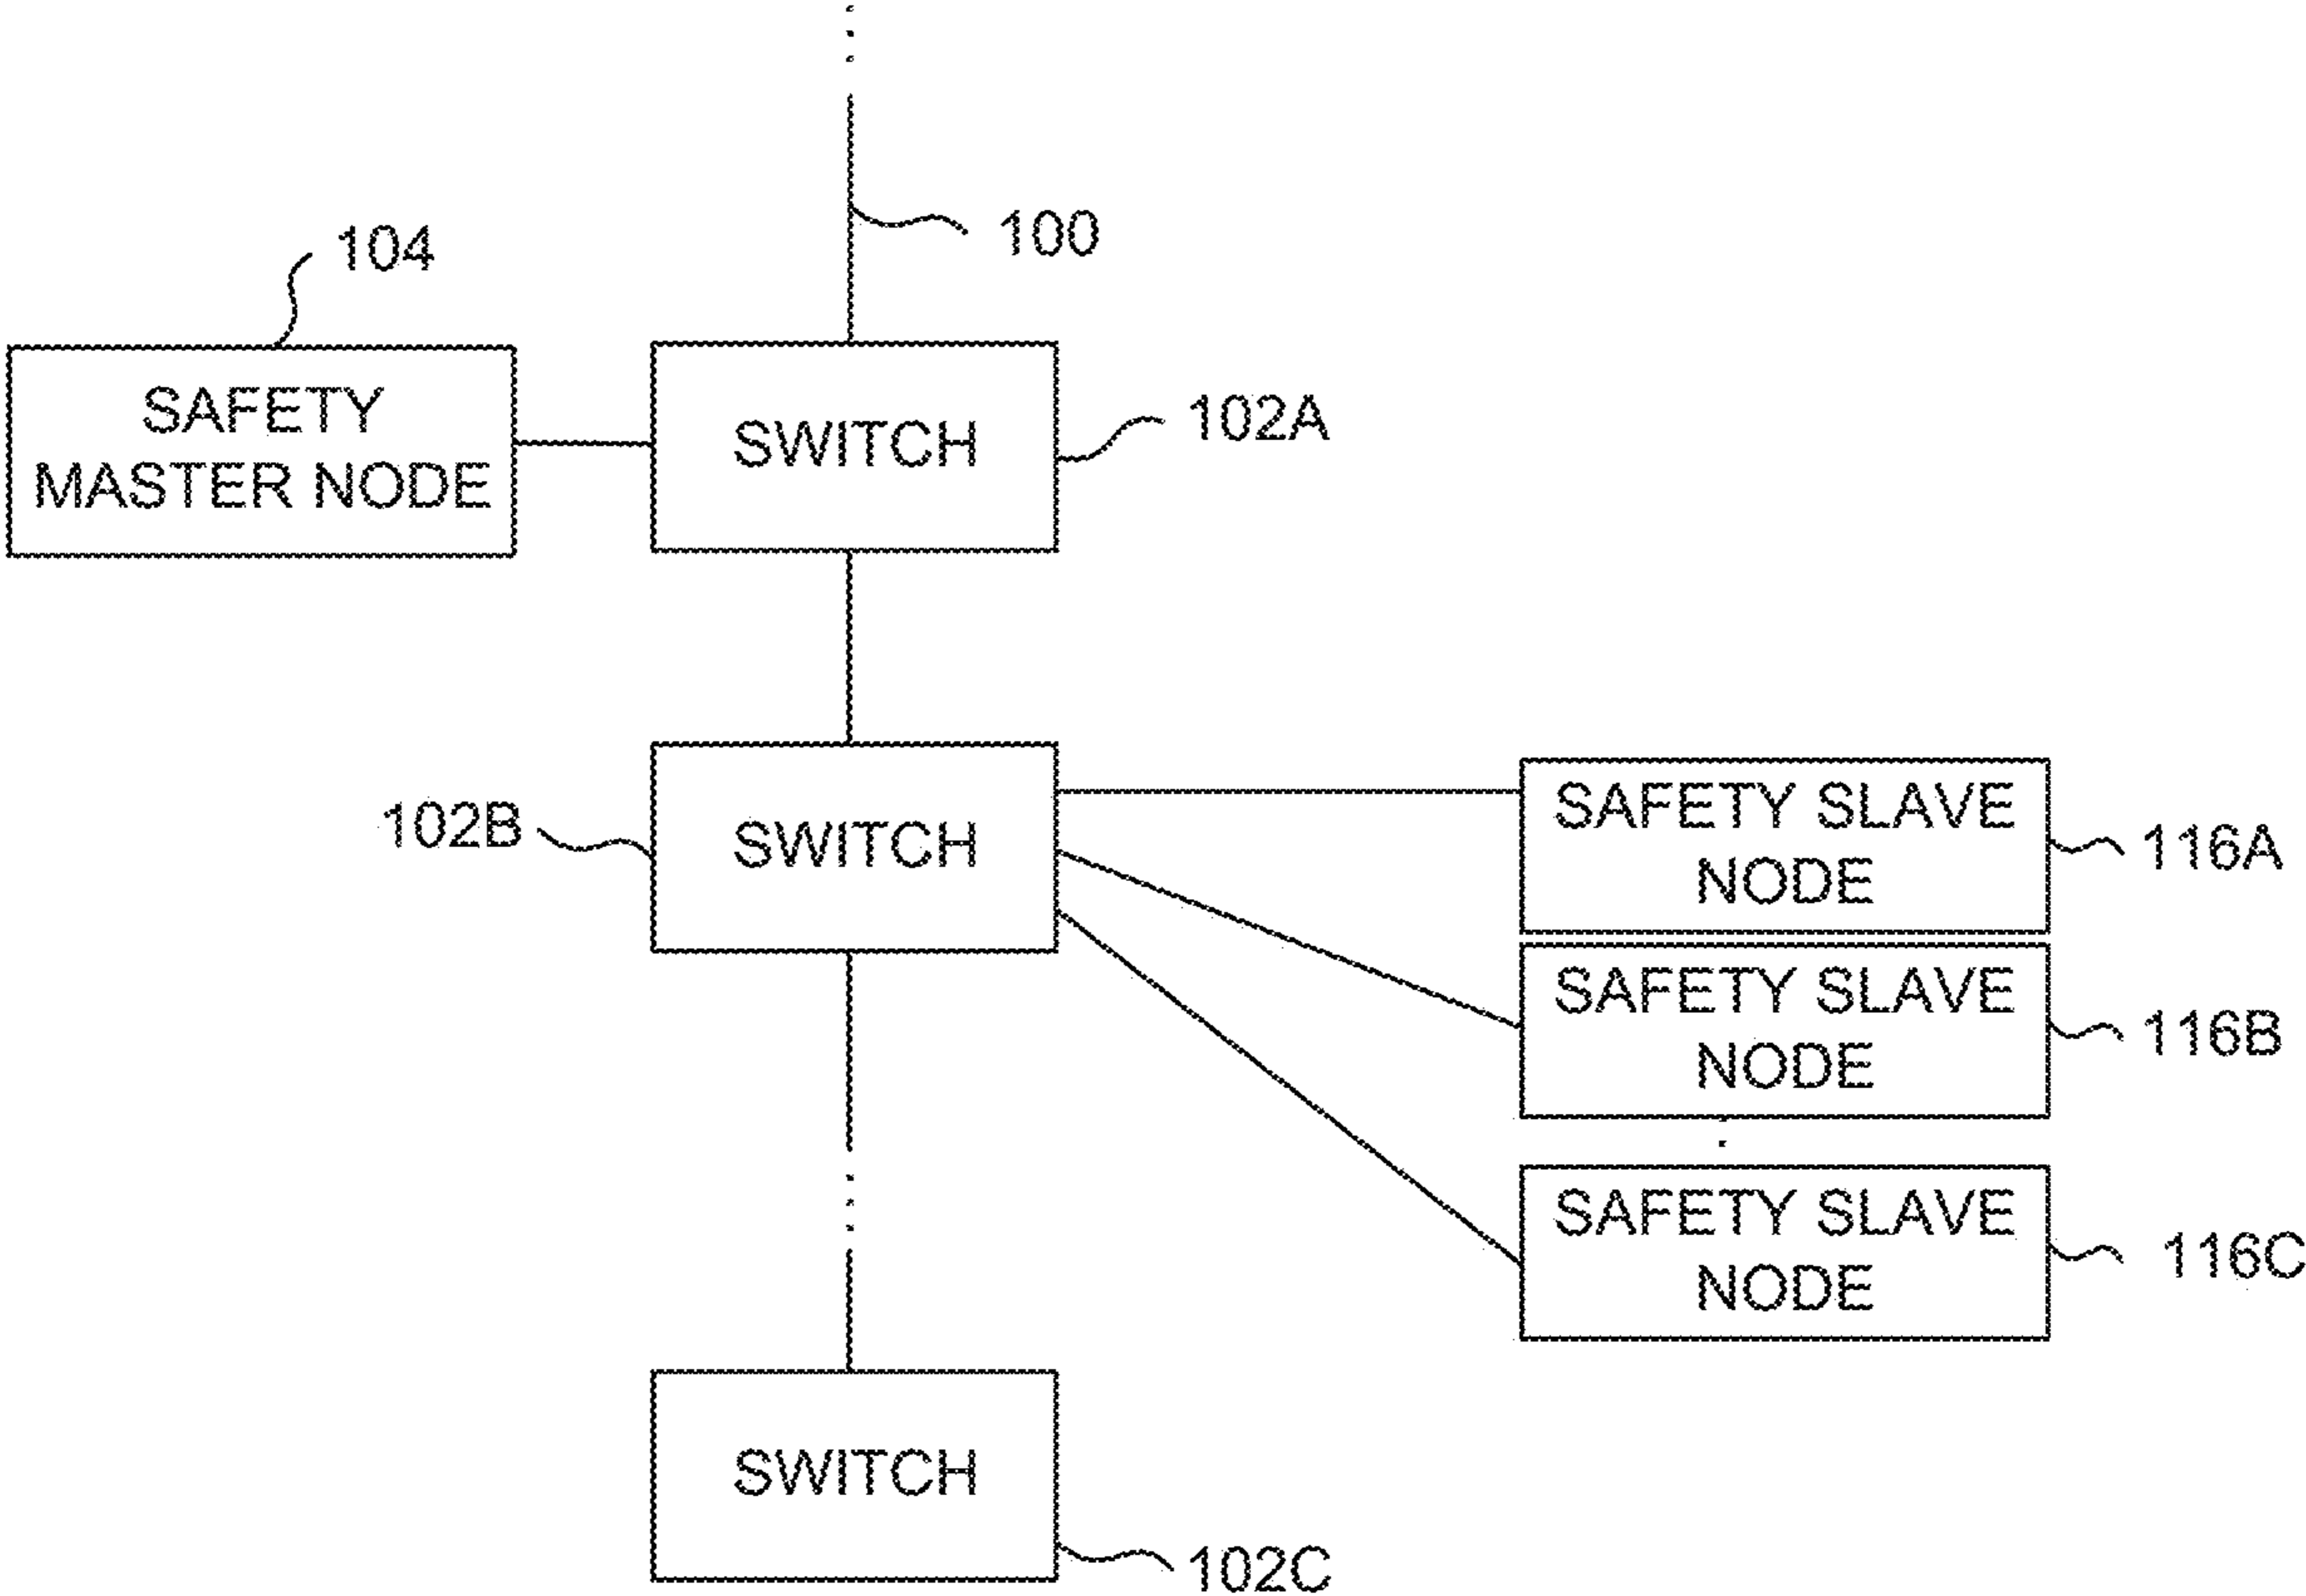 100
104
SAFETY
MASTER NODE
SWITCH
102A
102B
SWITCH
SAFETY SLAVE
NODE
116A
SAFETY SLAVE
NODE
116B
SAFETY SLAVE
NODE
116C
SWITCH
102C